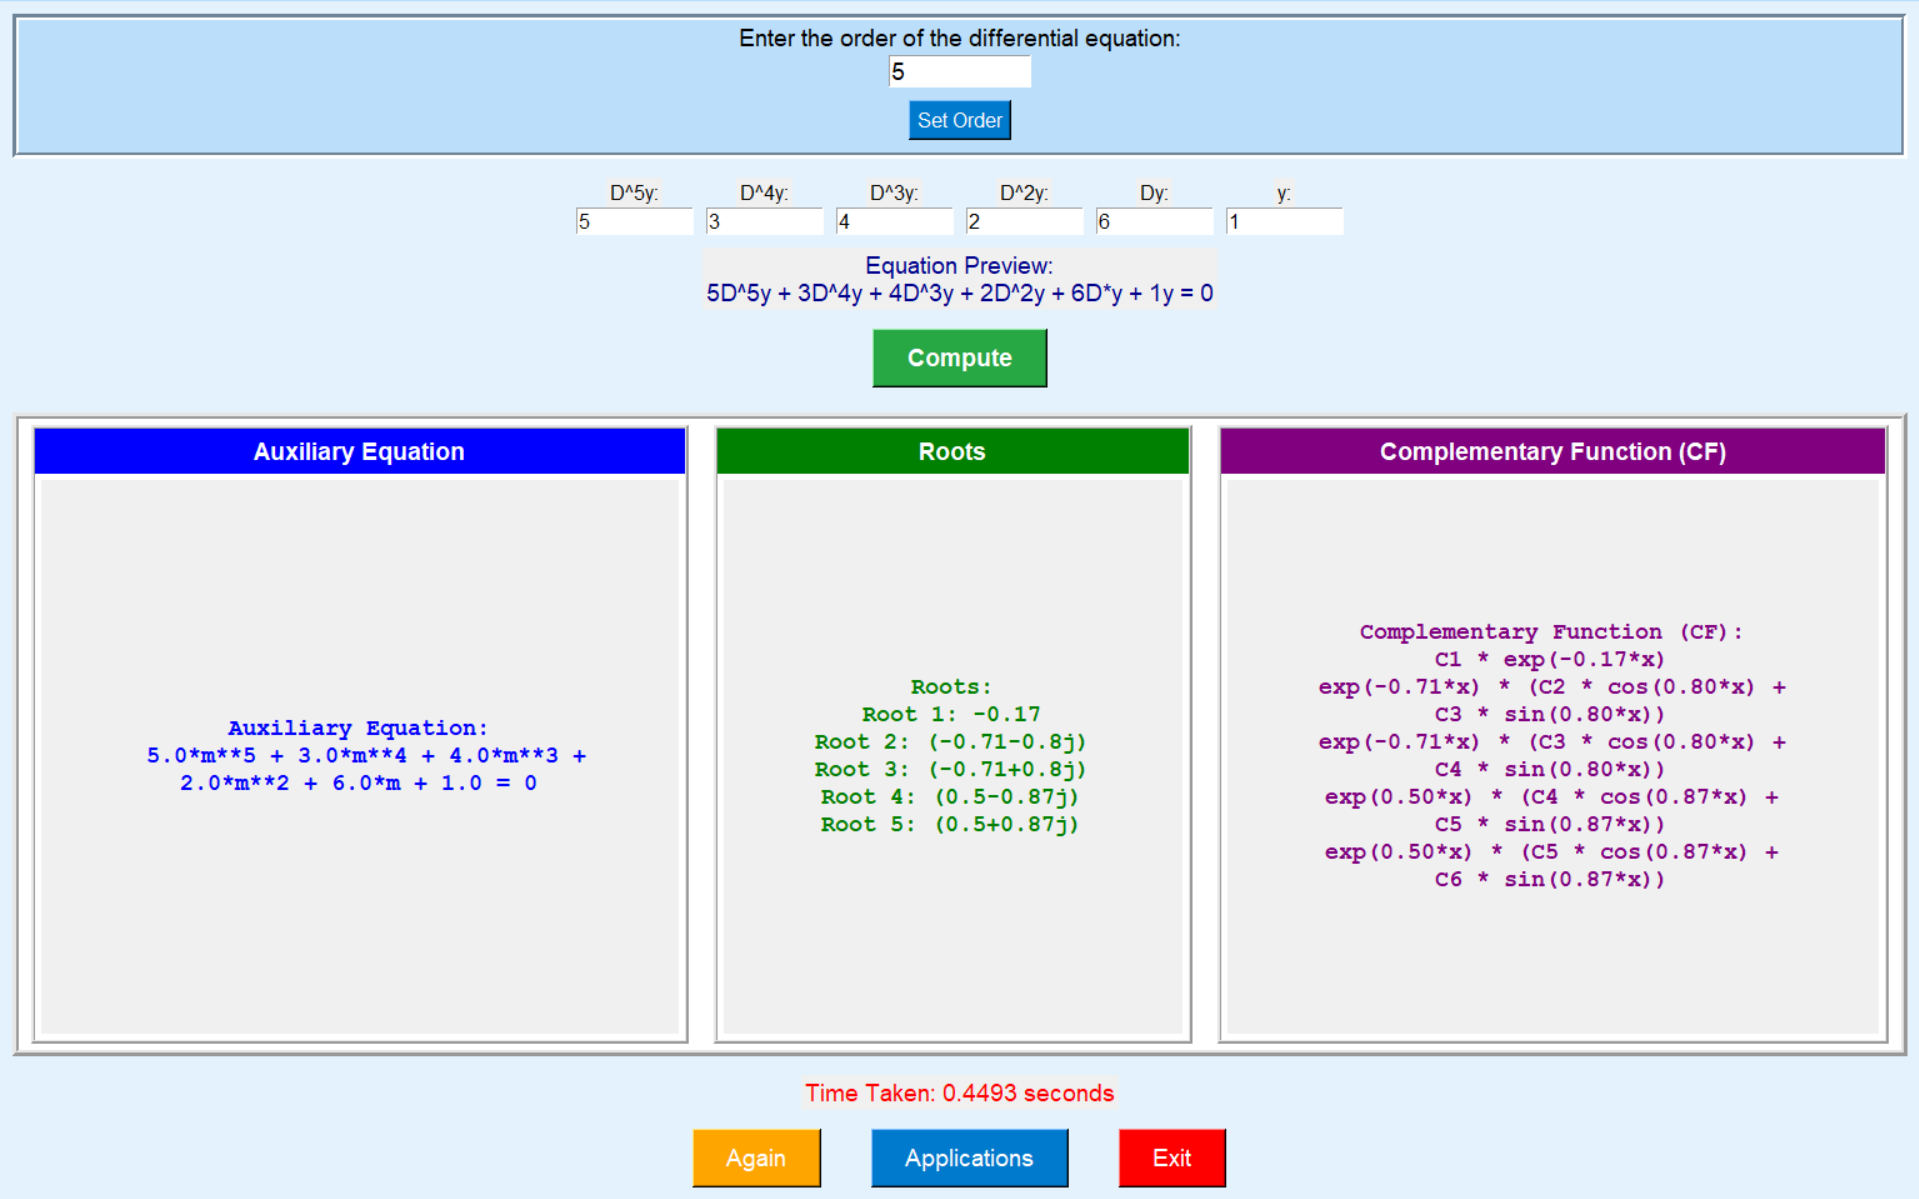 Enter the order of the differential equation:
5
Set Order
D^5y: D^4y: D^3y: D^2y: Dy: y:
5 3 4 2 6 1
Equation Preview:
5D^5y + 3D^4y + 4D^3y + 2D^2y + 6D*y + 1y = 0
Compute
Auxiliary Equation
Auxiliary Equation:
5.0*m**5 + 3.0*m**4 + 4.0*m**3 +
2.0*m**2 + 6.0*m + 1.0 = 0
Roots
Roots:
Root 1: -0.17
Root 2: (-0.71-0.8j)
Root 3: (-0.71+0.8j)
Root 4: (0.5-0.87j)
Root 5: (0.5+0.87j)
Complementary Function (CF)
Complementary Function (CF):
C1 * exp(-0.17*x)
exp(-0.71*x) * (C2 * cos(0.80*x) +
C3 * sin(0.80*x))
exp(-0.71*x) * (C3 * cos(0.80*x) +
C4 * sin(0.80*x))
exp(0.50*x) * (C4 * cos(0.87*x) +
C5 * sin(0.87*x))
exp(0.50*x) * (C5 * cos(0.87*x) +
C6 * sin(0.87*x))
Time Taken: 0.4493 seconds
Again
Applications
Exit